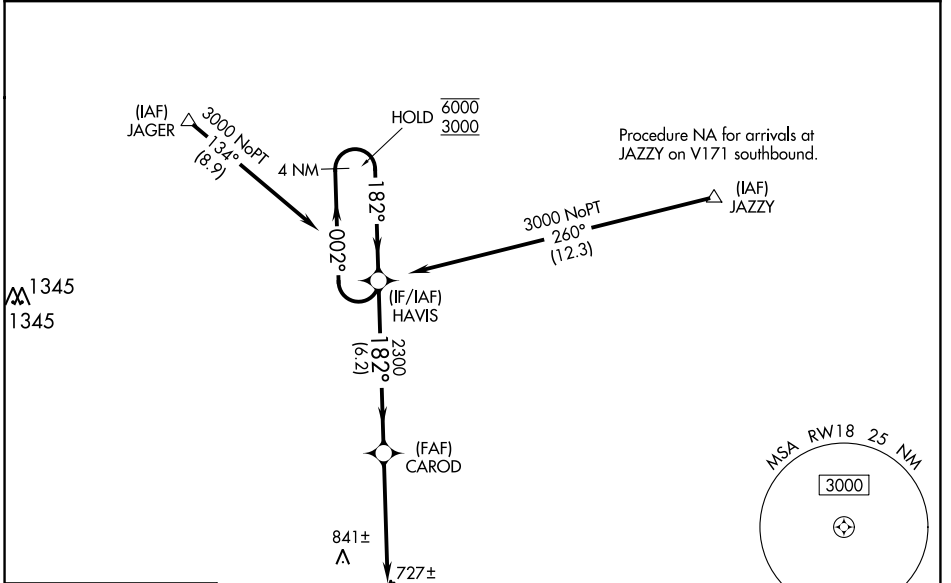 (IAF)
JAGER
3000 NoPT
134°
(8.9)
HOLD
6000
3000
4 NM
182°
002°
Procedure NA for arrivals at
JAZZY on V171 southbound.
(IAF)
JAZZY
3000 NoPT
260°
(12.3)
1345
1345
(IF/IAF)
HAVIS
2300
182°
(6.2)
(FAF)
CAROD
MSA RW18 25 NM
3000
841±
727±